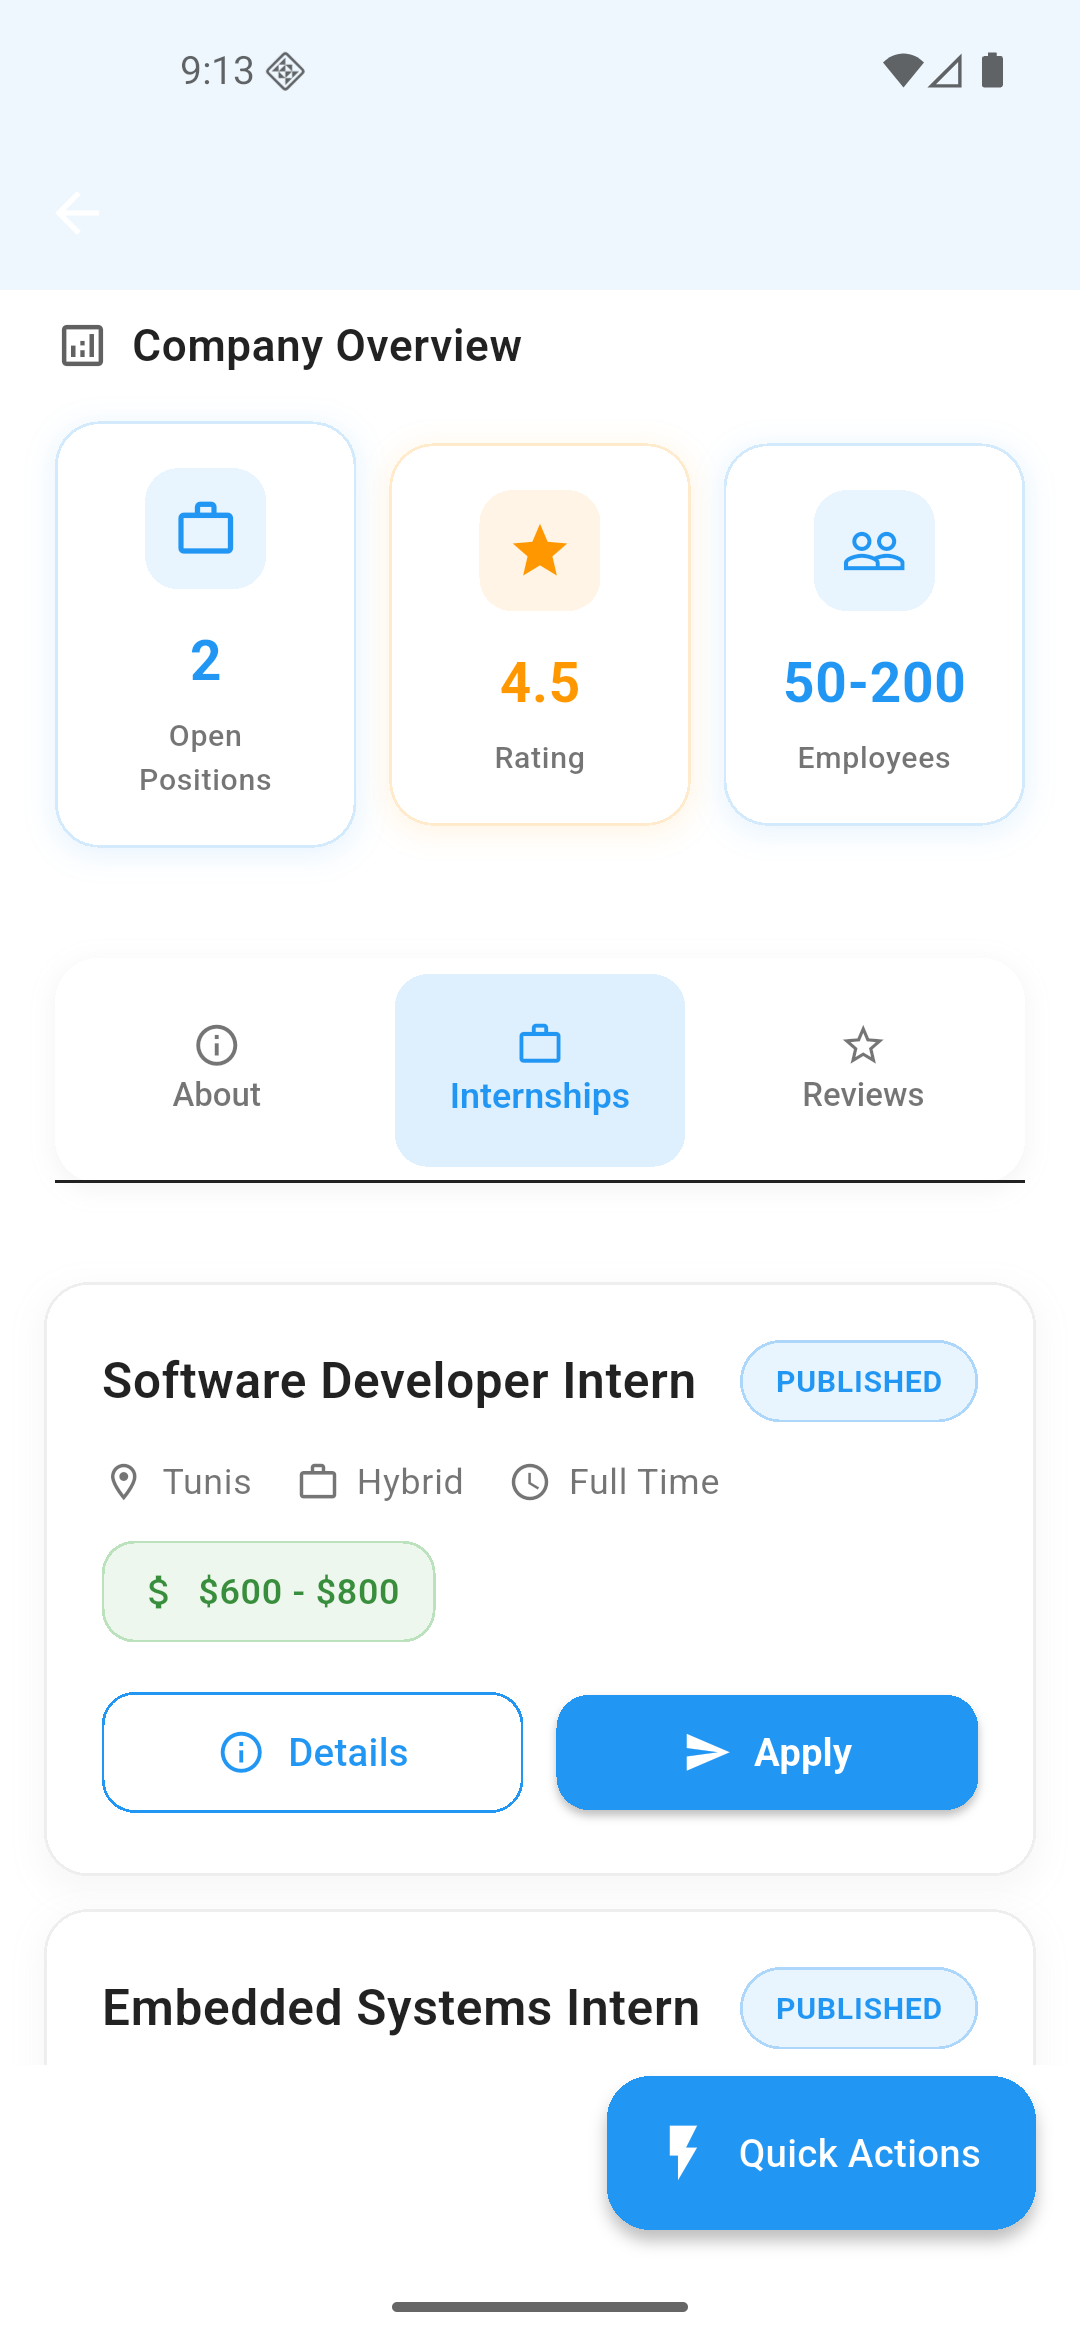 9:13
Company Overview
2
Open
Positions
4.5
Rating
50-200
Employees
About
Internships
Reviews
Software Developer Intern
PUBLISHED
Tunis
Hybrid
Full Time
$ $600 - $800
Details
Apply
Embedded Systems Intern
PUBLISHED
Quick Actions